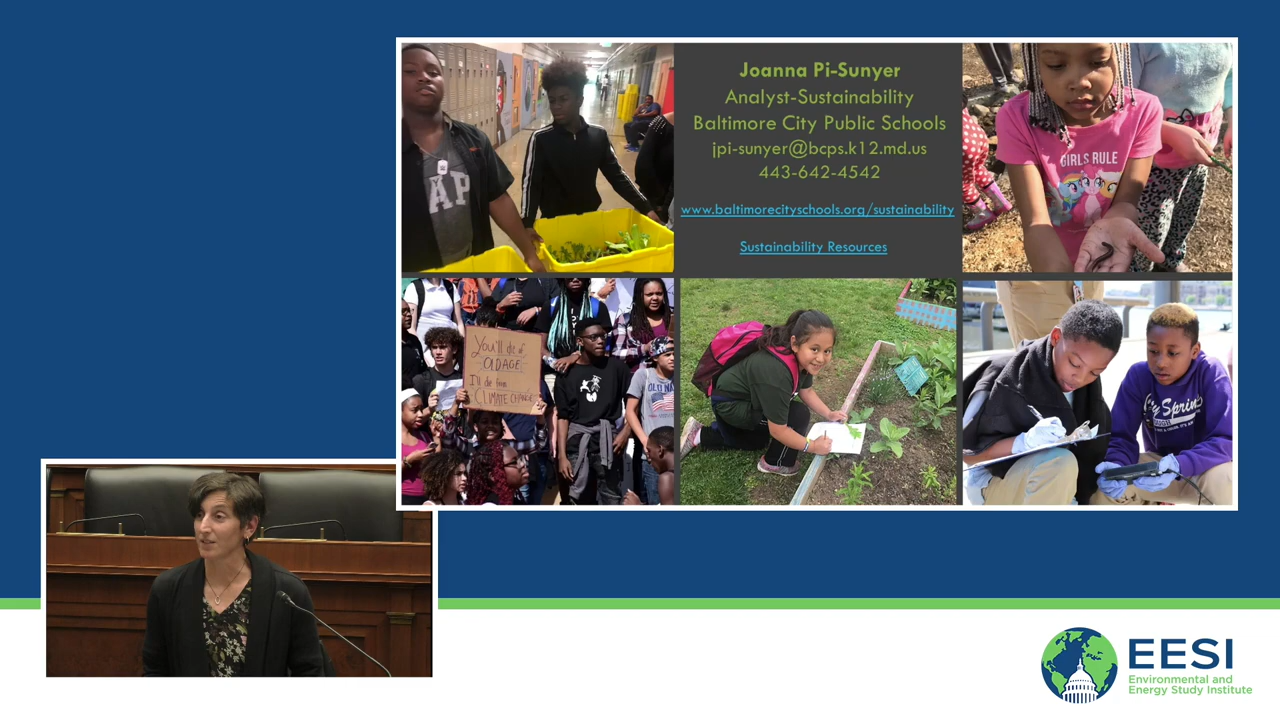 Joanna Pi-Sunyer
Analyst-Sustainability
Baltimore City Public Schools
jpi-sunyer@bcps.k12.md.us
443-642-4542
www.baltimorecityschools.org/sustainability
Sustainability Resources
GAP
GIRLS RULE
You'll die of
OLD AGE
I'll die from
CLIMATE CHANGE
OLD NAVY
EESI
Environmental and
Energy Study Institute